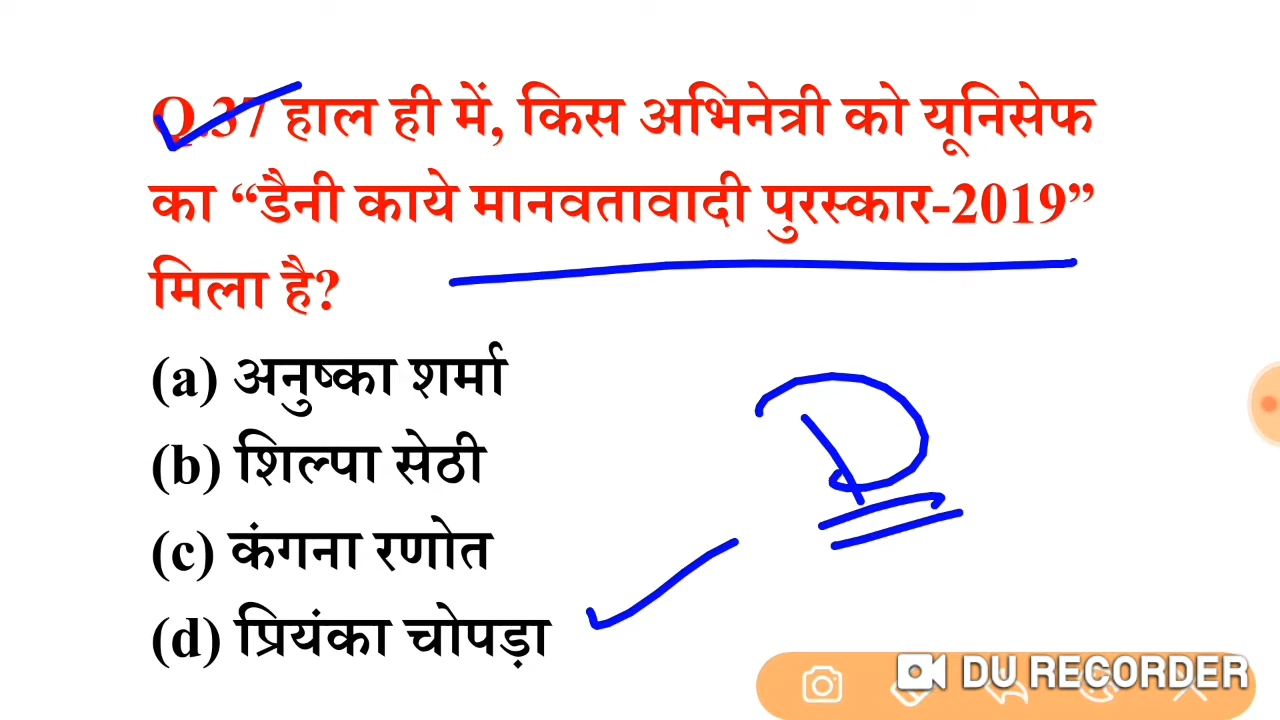 Q.37 हाल ही में, किस अभिनेत्री को यूनिसेफ
का “डैनी काये मानवतावादी पुरस्कार-2019”
मिला है?
(a) अनुष्का शर्मा
(b) शिल्पा सेठी
(c) कंगना रणोत
D
(d) प्रियंका चोपड़ा
DU RECORDER